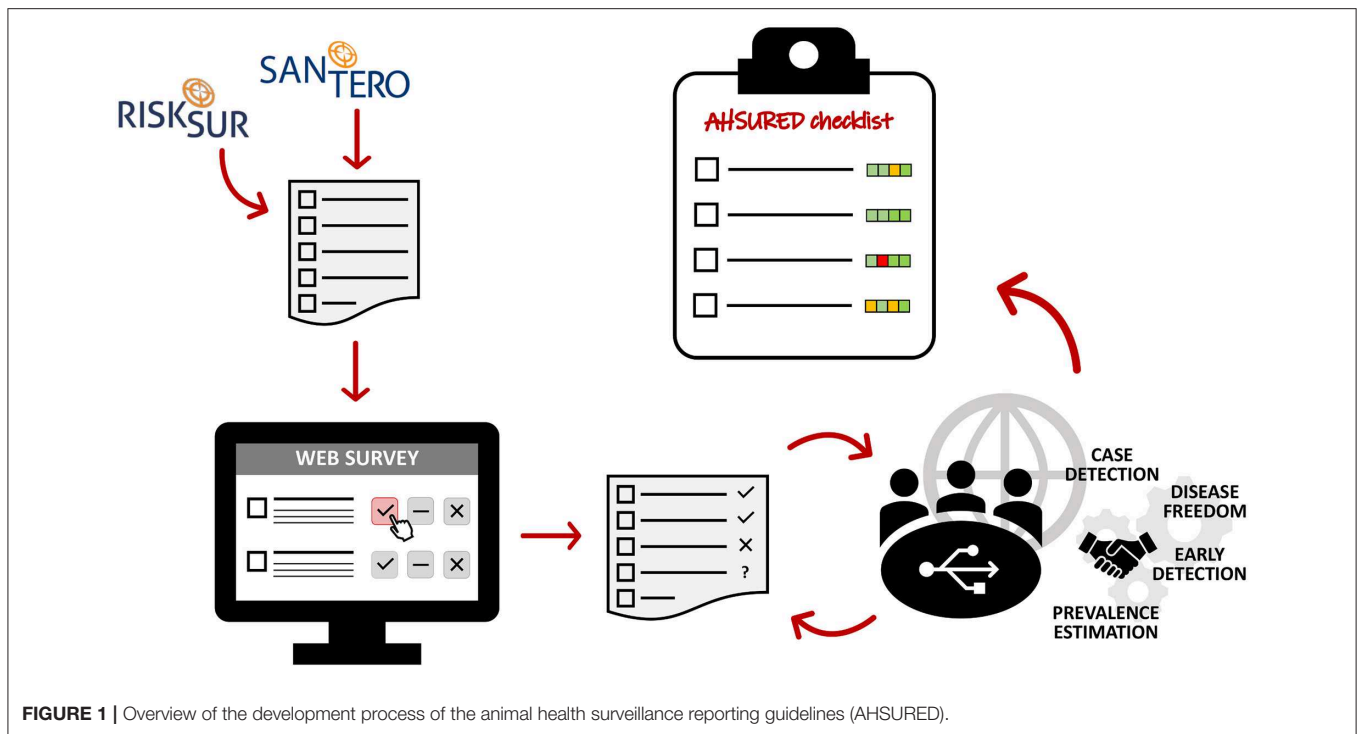 RISKSUR
SANTERO
AHSURED checklist
WEB SURVEY
?
CASE
DETECTION
DISEASE
FREEDOM
EARLY
DETECTION
PREVALENCE
ESTIMATION
FIGURE 1 | Overview of the development process of the animal health surveillance reporting guidelines (AHSURED).